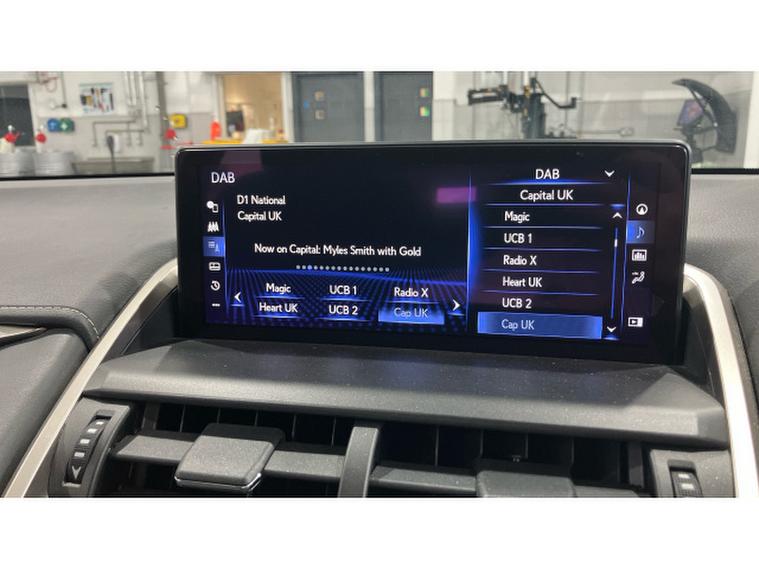 DAB
D1 National
Capital UK
Now on Capital: Myles Smith with Gold
Magic UCB 1 Radio X
Heart UK UCB 2 Cap UK
DAB
Capital UK
Magic
UCB 1
Radio X
Heart UK
UCB 2
Cap UK